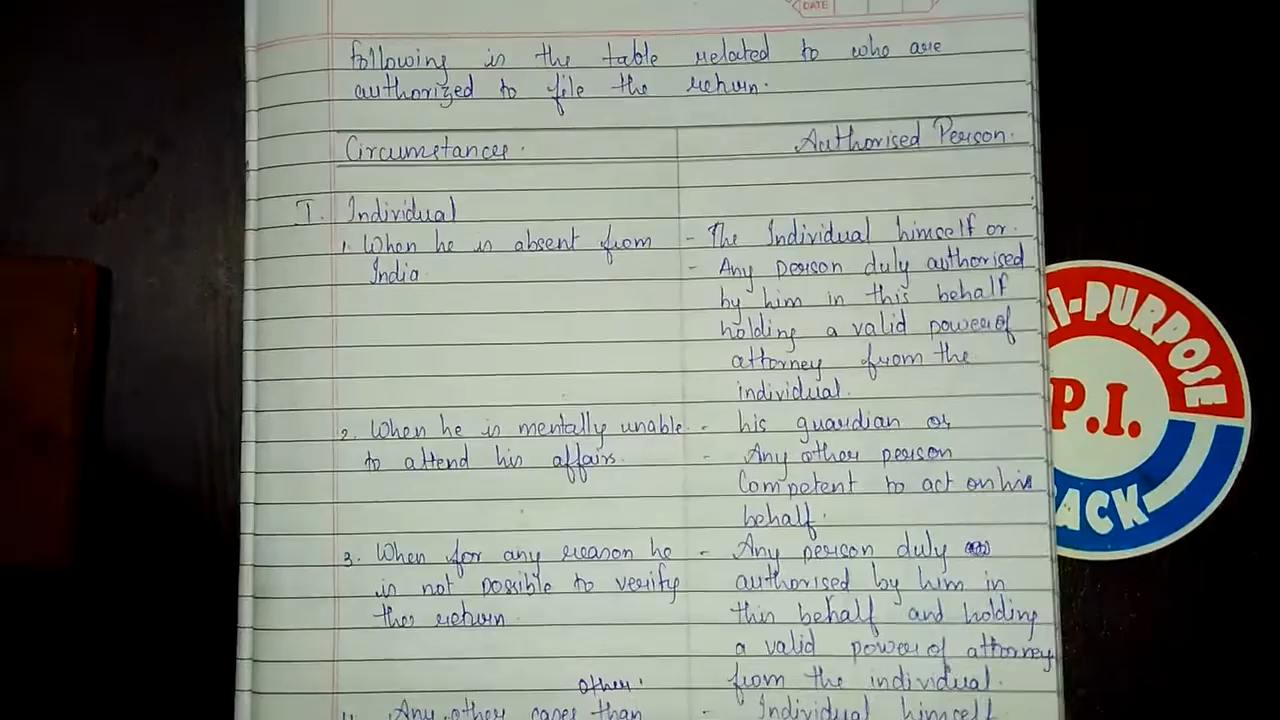 DATE
following is the table related to who are
authorized to file the return.
Circumstances.
Authorised Person.
I. Individual
1. When he is absent from
India.
- The Individual himself or
- Any person duly authorised
by him in this behalf
holding a valid power of
attorney from the
individual.
2. When he is mentally unable
to attend his affairs.
- his guardian or
- Any other person
Competent to act on his
behalf.
3. When for any reason he
is not possible to verify
the return
- Any person duly
authorised by him in
this behalf and holding
a valid power of attorney
from the individual.
other
4. Any other cases than
- Individual himself
I-PURPOSE
P.I.
ACK